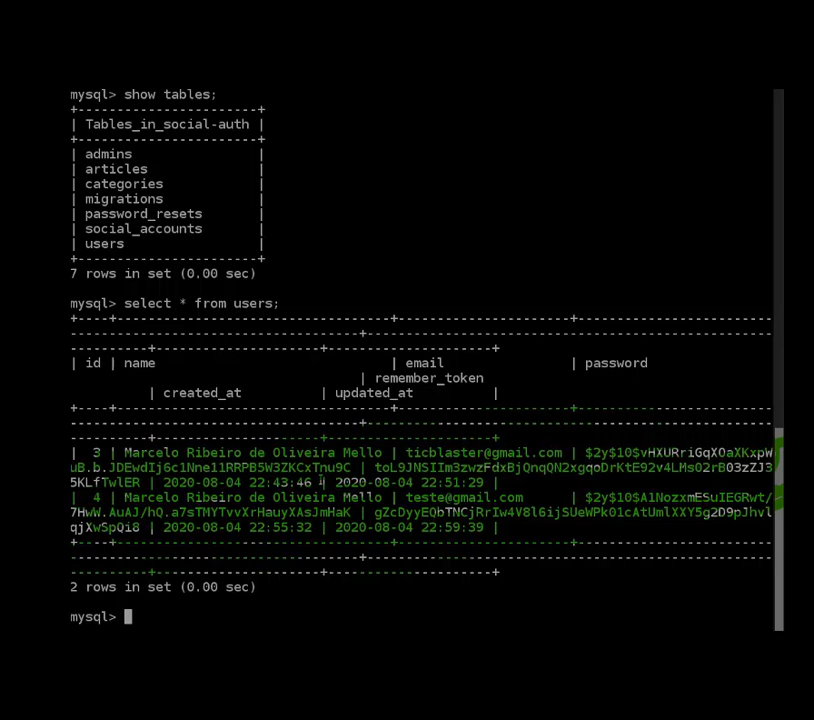 mysql> show tables;
+-----------------------+
| Tables_in_social-auth |
+-----------------------+
| admins                |
| articles              |
| categories            |
| migrations            |
| password_resets       |
| social_accounts       |
| users                 |
+-----------------------+
7 rows in set (0.00 sec)
mysql> select * from users;
| id | name | email | password
| remember_token
| created_at | updated_at |
| 3 | Marcelo Ribeiro de Oliveira Mello | ticblaster@gmail.com |
| 2020-08-04 22:43:46 | 2020-08-04 22:51:29 |
| 4 | Marcelo Ribeiro de Oliveira Mello | teste@gmail.com |
| 2020-08-04 22:55:32 | 2020-08-04 22:59:39 |
2 rows in set (0.00 sec)
mysql>